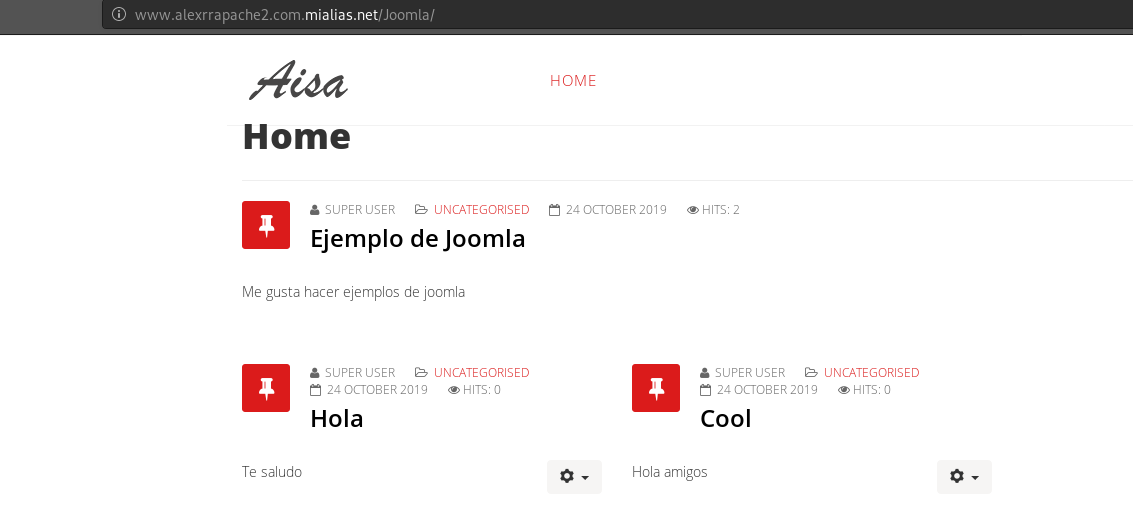 www.alexrrapache2.com.mialias.net/Joomla/
Aisa
HOME
Home
SUPER USER UNCATEGORISED 24 OCTOBER 2019 HITS: 2
Ejemplo de Joomla
Me gusta hacer ejemplos de joomla
SUPER USER UNCATEGORISED
24 OCTOBER 2019 HITS: 0
Hola
Te saludo
SUPER USER UNCATEGORISED
24 OCTOBER 2019 HITS: 0
Cool
Hola amigos